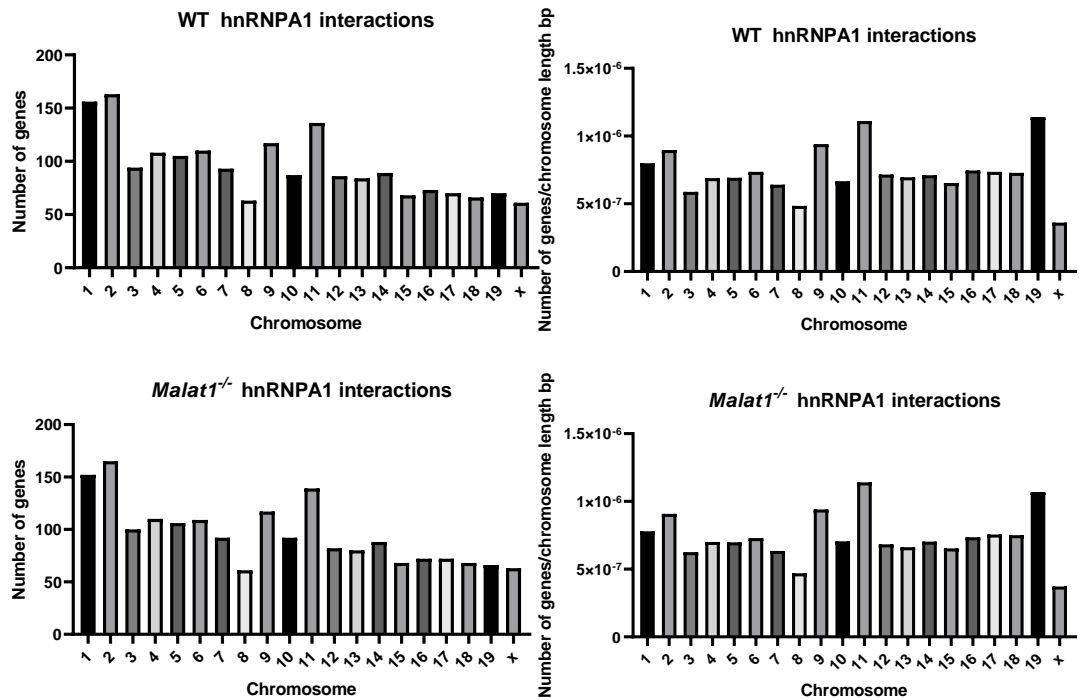 WT hnRNPA1 interactions
Number of genes
200
150
100
50
0
1 2 3 4 5 6 7 8 9 10 11 12 13 14 15 16 17 18 19 x
Chromosome
WT hnRNPA1 interactions
Number of genes/chromosome length bp
1.5×10⁻⁶
1×10⁻⁶
5×10⁻⁷
0
1 2 3 4 5 6 7 8 9 10 11 12 13 14 15 16 17 18 19 x
Chromosome
Malat1⁻/⁻ hnRNPA1 interactions
Number of genes
200
150
100
50
0
1 2 3 4 5 6 7 8 9 10 11 12 13 14 15 16 17 18 19 x
Chromosome
Malat1⁻/⁻ hnRNPA1 interactions
Number of genes/chromosome length bp
1.5×10⁻⁶
1×10⁻⁶
5×10⁻⁷
0
1 2 3 4 5 6 7 8 9 10 11 12 13 14 15 16 17 18 19 x
Chromosome